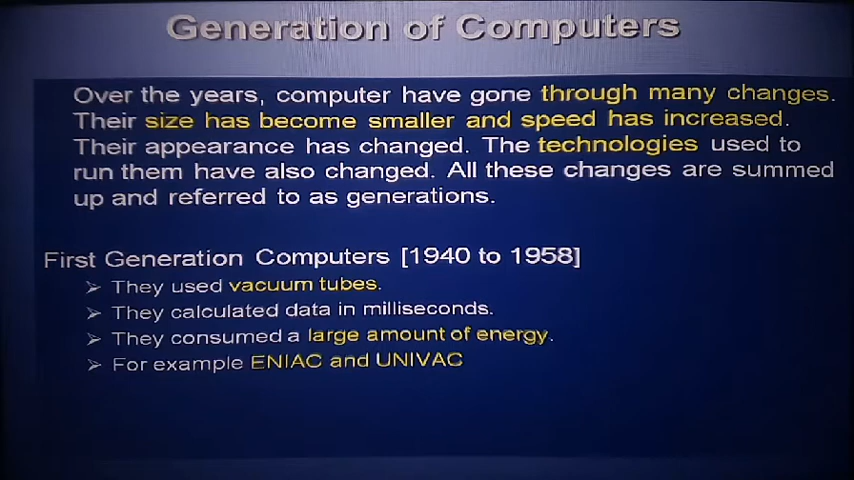 Generation of Computers
Over the years, computer have gone through many changes.
Their size has become smaller and speed has increased.
Their appearance has changed. The technologies used to
run them have also changed. All these changes are summed
up and referred to as generations.
First Generation Computers [1940 to 1958]
➢ They used vacuum tubes.
➢ They calculated data in milliseconds.
➢ They consumed a large amount of energy.
➢ For example ENIAC and UNIVAC